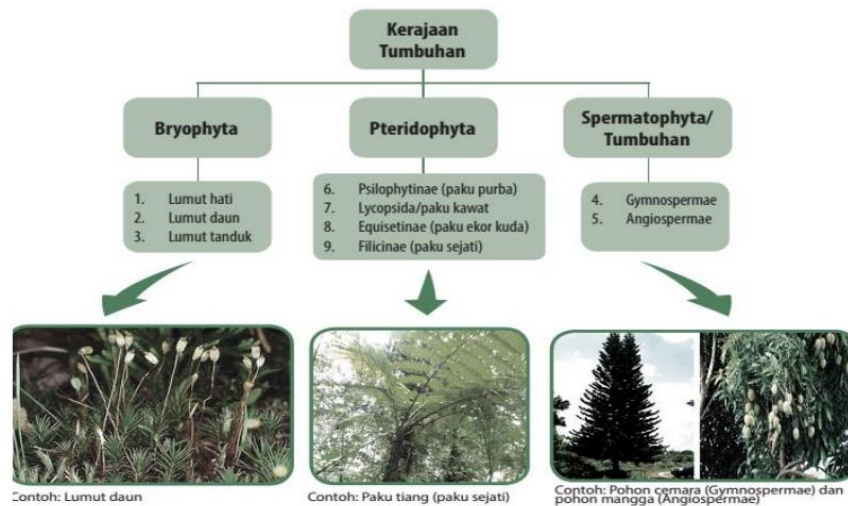 Kerajaan
Tumbuhan
Bryophyta
Pteridophyta
Spermatophyta/
Tumbuhan
1. Lumut hati
2. Lumut daun
3. Lumut tanduk
6. Psilophytinae (paku purba)
7. Lycopsida/paku kawat
8. Equisetinae (paku ekor kuda)
9. Filicinae (paku sejati)
4. Gymnospermae
5. Angiospermae
Contoh: Lumut daun
Contoh: Paku tiang (paku sejati)
Contoh: Pohon cemara (Gymnospermae) dan
pohon mangga (Angiospermae)